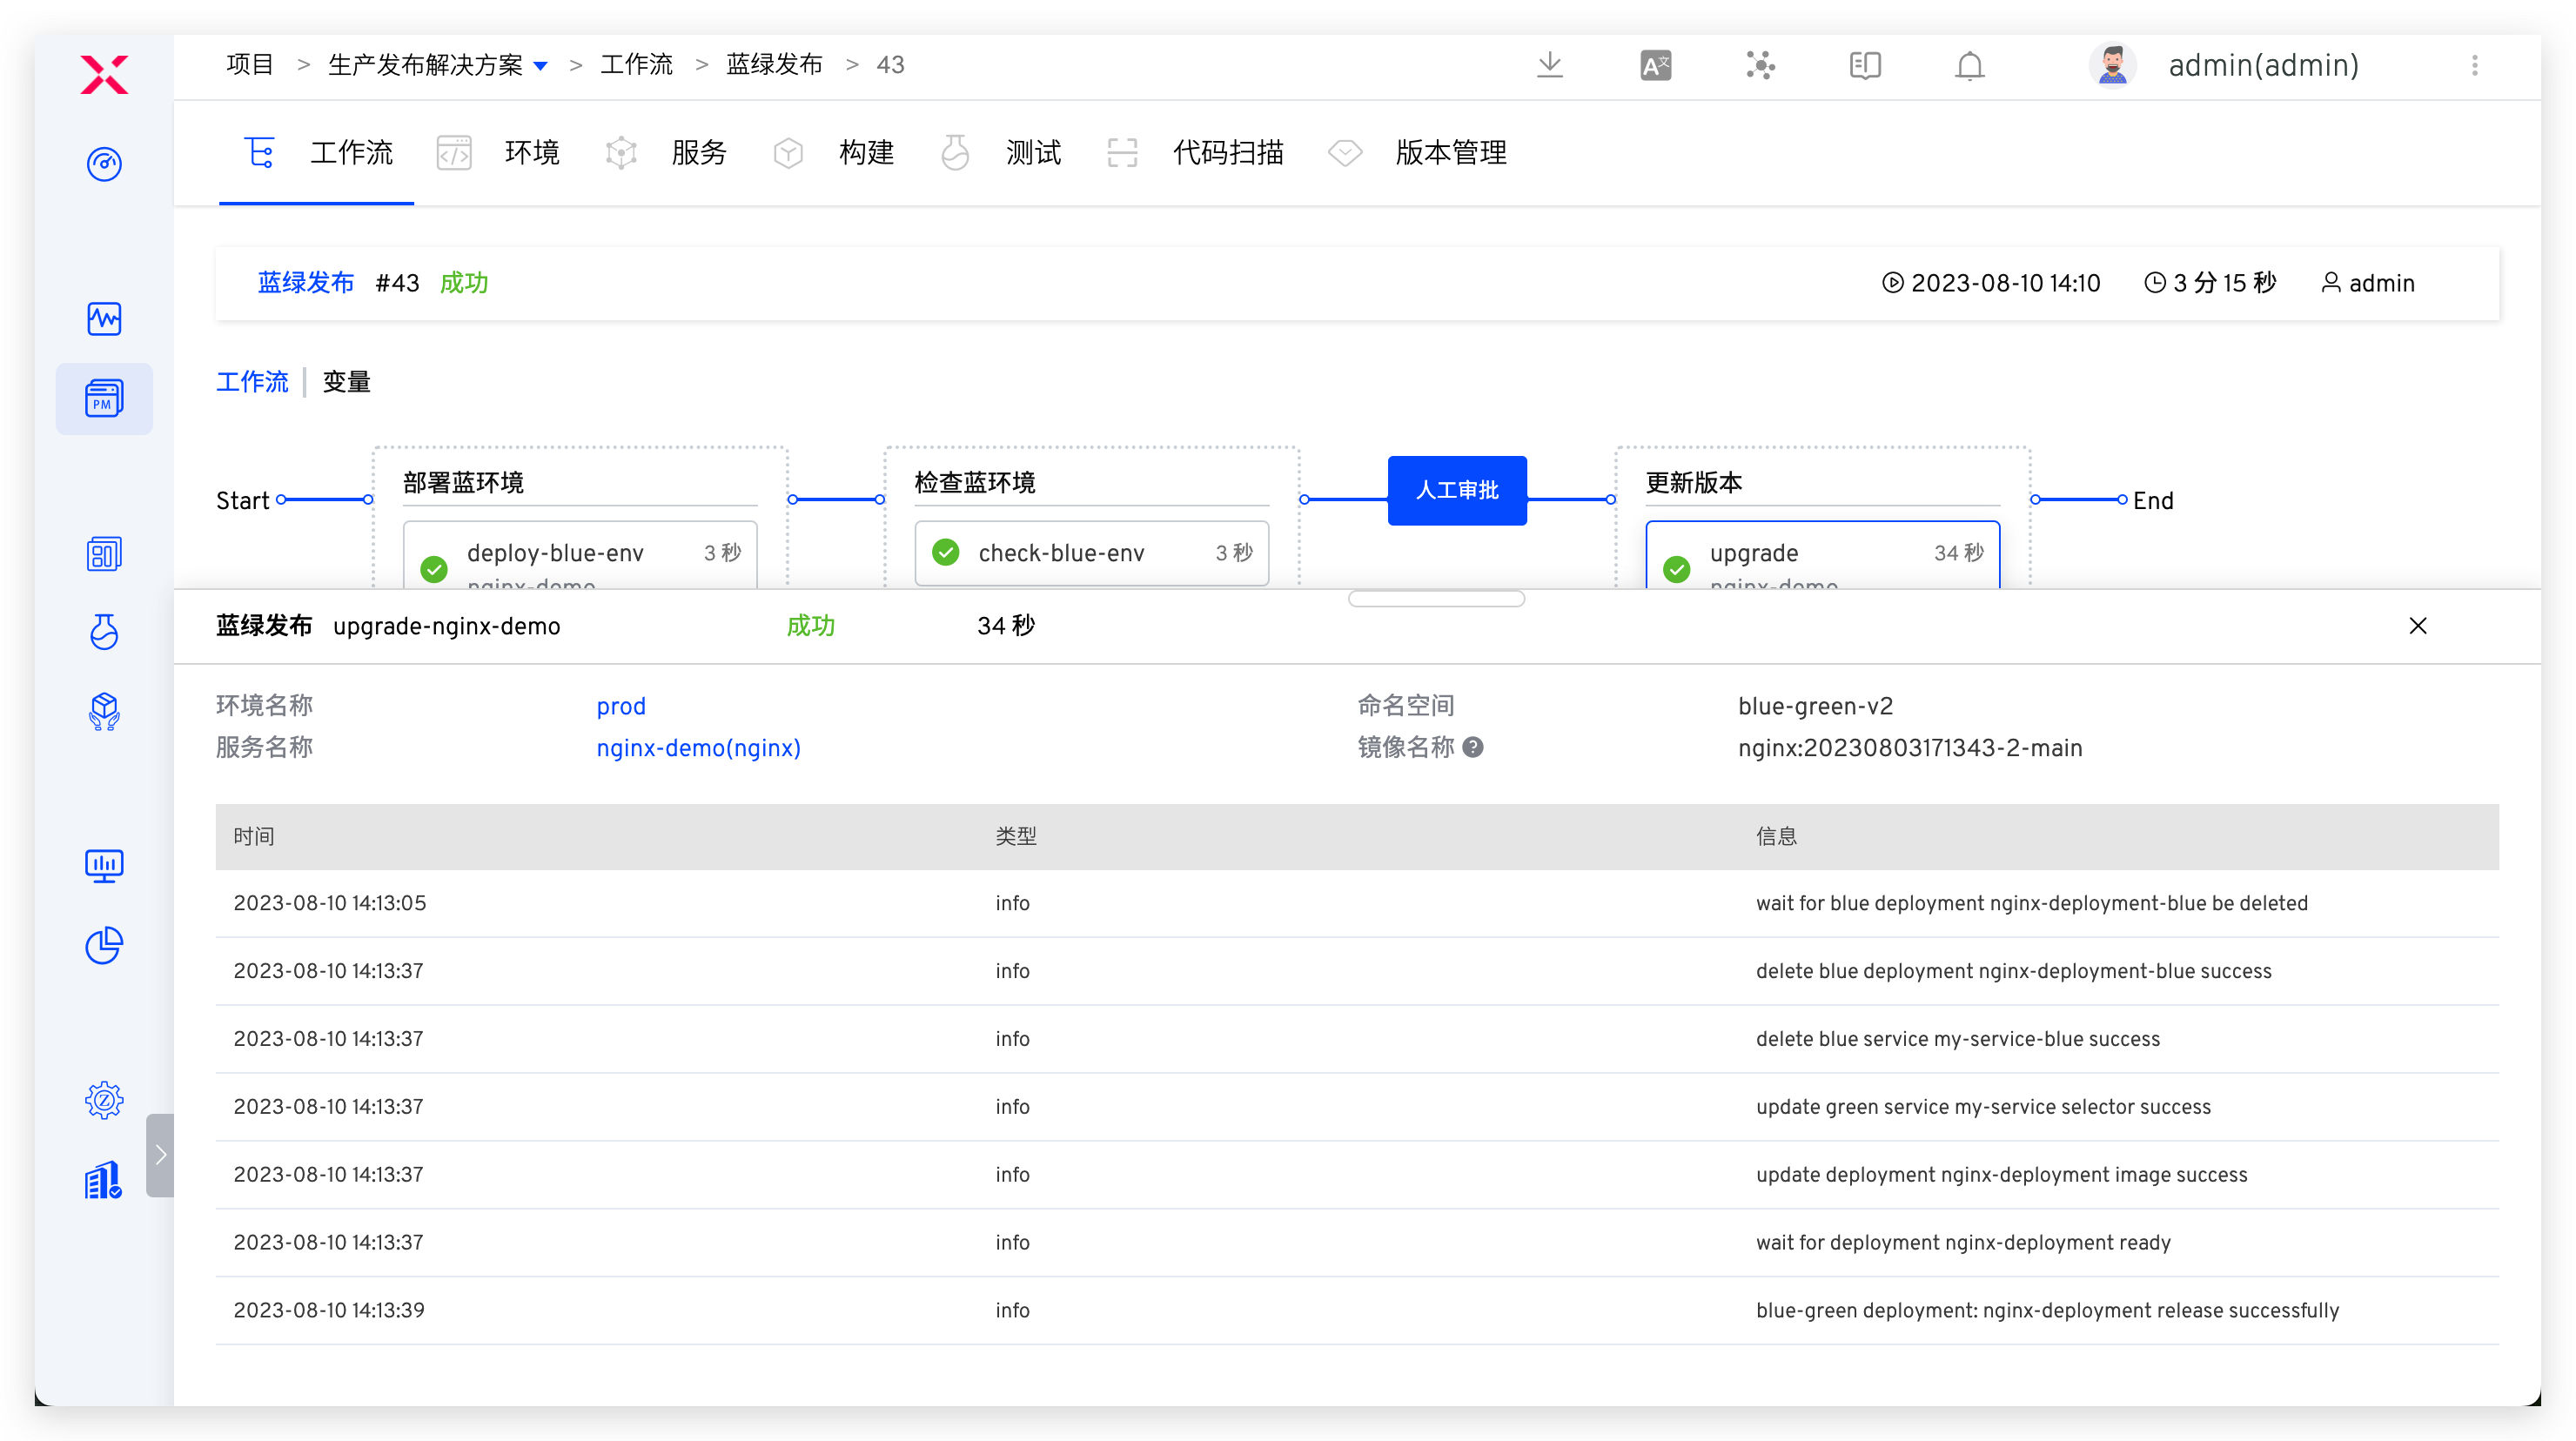 项目 > 生产发布解决方案 > 工作流 > 蓝绿发布 > 43
admin(admin)
工作流 环境 服务 构建 测试 代码扫描 版本管理
蓝绿发布 #43 成功 2023-08-10 14:10 3 分 15 秒 admin
PM
工作流 变量
Start
部署蓝环境
deploy-blue-env 3 秒
nginx-demo
检查蓝环境
check-blue-env 3 秒
人工审批
更新版本
upgrade 34 秒
nginx-demo
End
蓝绿发布 upgrade-nginx-demo 成功 34 秒
环境名称 prod 命名空间 blue-green-v2
服务名称 nginx-demo(nginx) 镜像名称 nginx:20230803171343-2-main
时间 类型 信息
2023-08-10 14:13:05 info wait for blue deployment nginx-deployment-blue be deleted
2023-08-10 14:13:37 info delete blue deployment nginx-deployment-blue success
2023-08-10 14:13:37 info delete blue service my-service-blue success
2023-08-10 14:13:37 info update green service my-service selector success
2023-08-10 14:13:37 info update deployment nginx-deployment image success
2023-08-10 14:13:37 info wait for deployment nginx-deployment ready
2023-08-10 14:13:39 info blue-green deployment: nginx-deployment release successfully